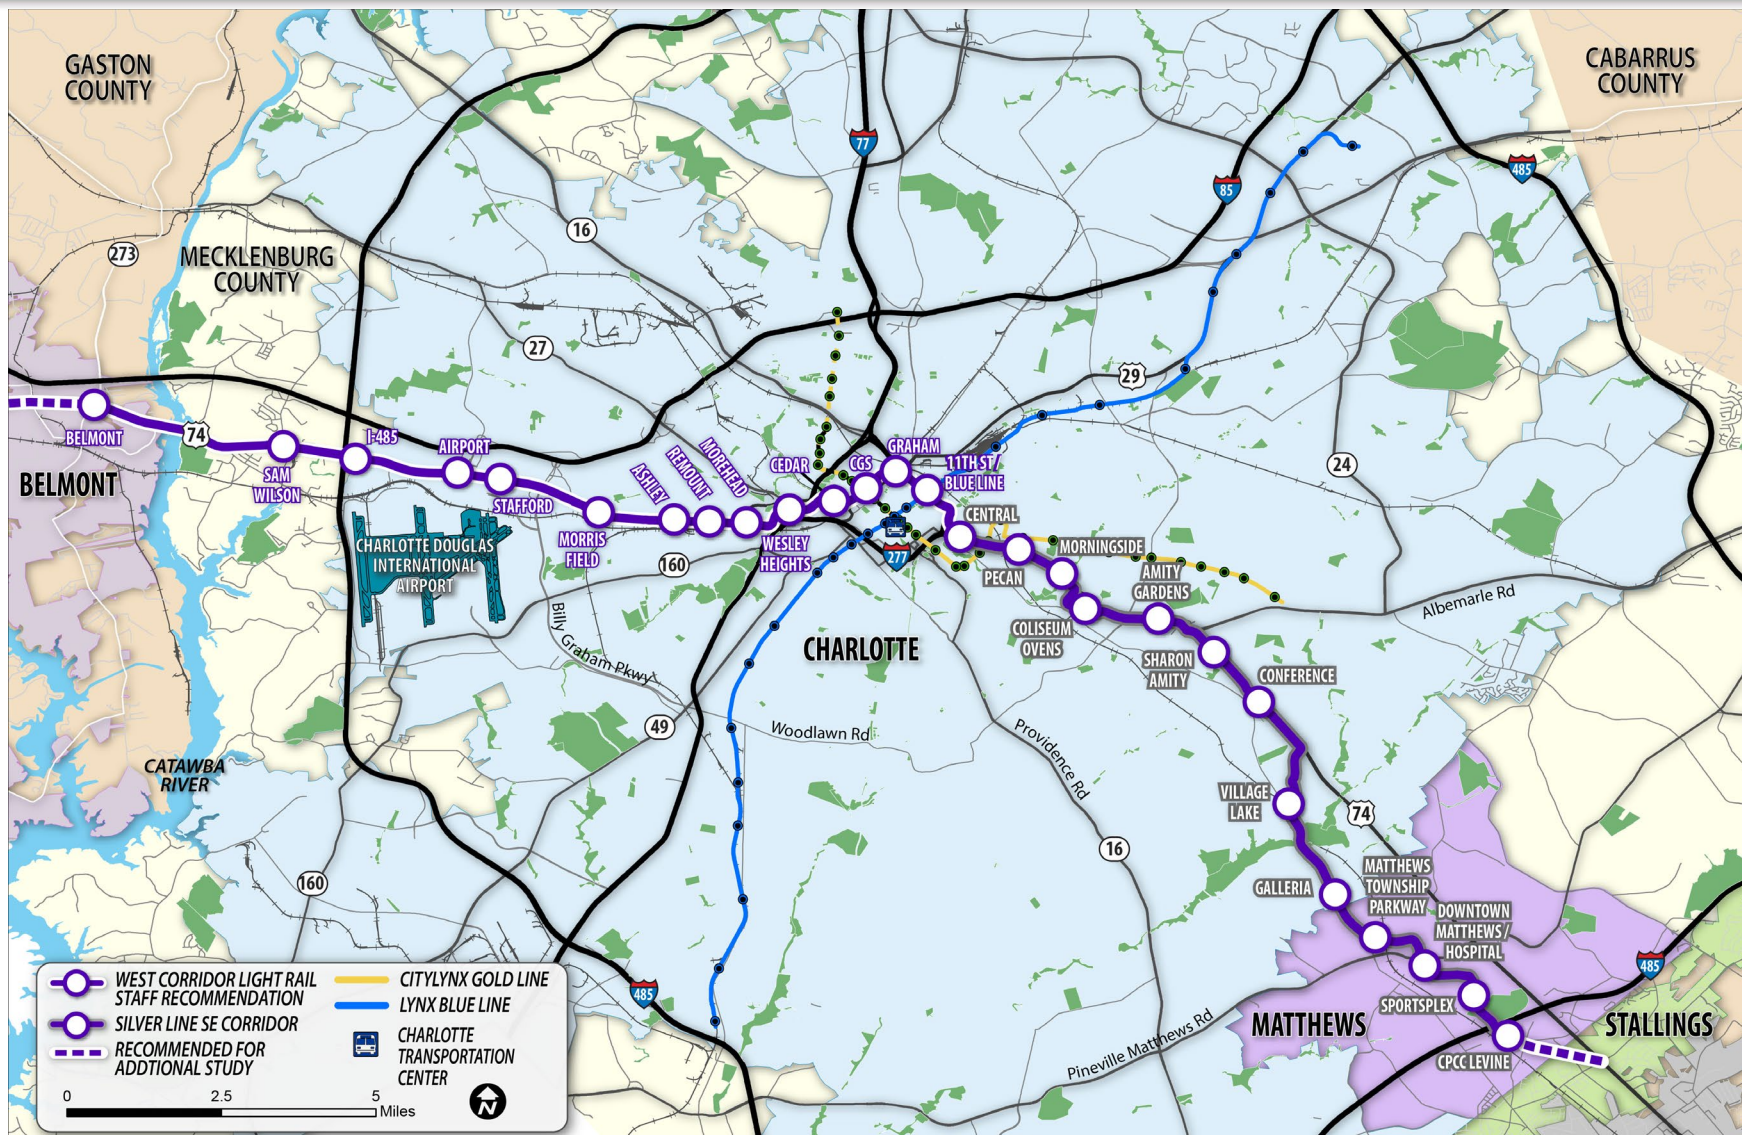 GASTON
COUNTY
CABARRUS
COUNTY
77
85
485
16
273
MECKLENBURG
COUNTY
27
29
74
BELMONT
BELMONT
SAM
WILSON
I-485
AIRPORT
STAFFORD
MORRIS
FIELD
ASHLEY
REMOUNT
MOREHEAD
WESLEY
HEIGHTS
CEDAR
CGS
GRAHAM
11TH ST/
BLUE LINE
CENTRAL
24
CHARLOTTE DOUGLAS
INTERNATIONAL
AIRPORT
160
277
PECAN
MORNINGSIDE
AMITY
GARDENS
COLISEUM
OVENS
SHARON
AMITY
CONFERENCE
Albemarle Rd
Billy Graham Pkwy
CHARLOTTE
49
Woodlawn Rd
Providence Rd
CATAWBA
RIVER
VILLAGE
LAKE
74
16
160
GALLERIA
MATTHEWS
TOWNSHIP
PARKWAY
DOWNTOWN
MATTHEWS /
HOSPITAL
485
485
SPORTSPLEX
CPCC LEVINE
MATTHEWS
STALLINGS
Pineville Matthews Rd
WEST CORRIDOR LIGHT RAIL
STAFF RECOMMENDATION
SILVER LINE SE CORRIDOR
RECOMMENDED FOR
ADDTIONAL STUDY
CITYLYNX GOLD LINE
LYNX BLUE LINE
CHARLOTTE
TRANSPORTATION
CENTER
0 2.5 5
Miles
N